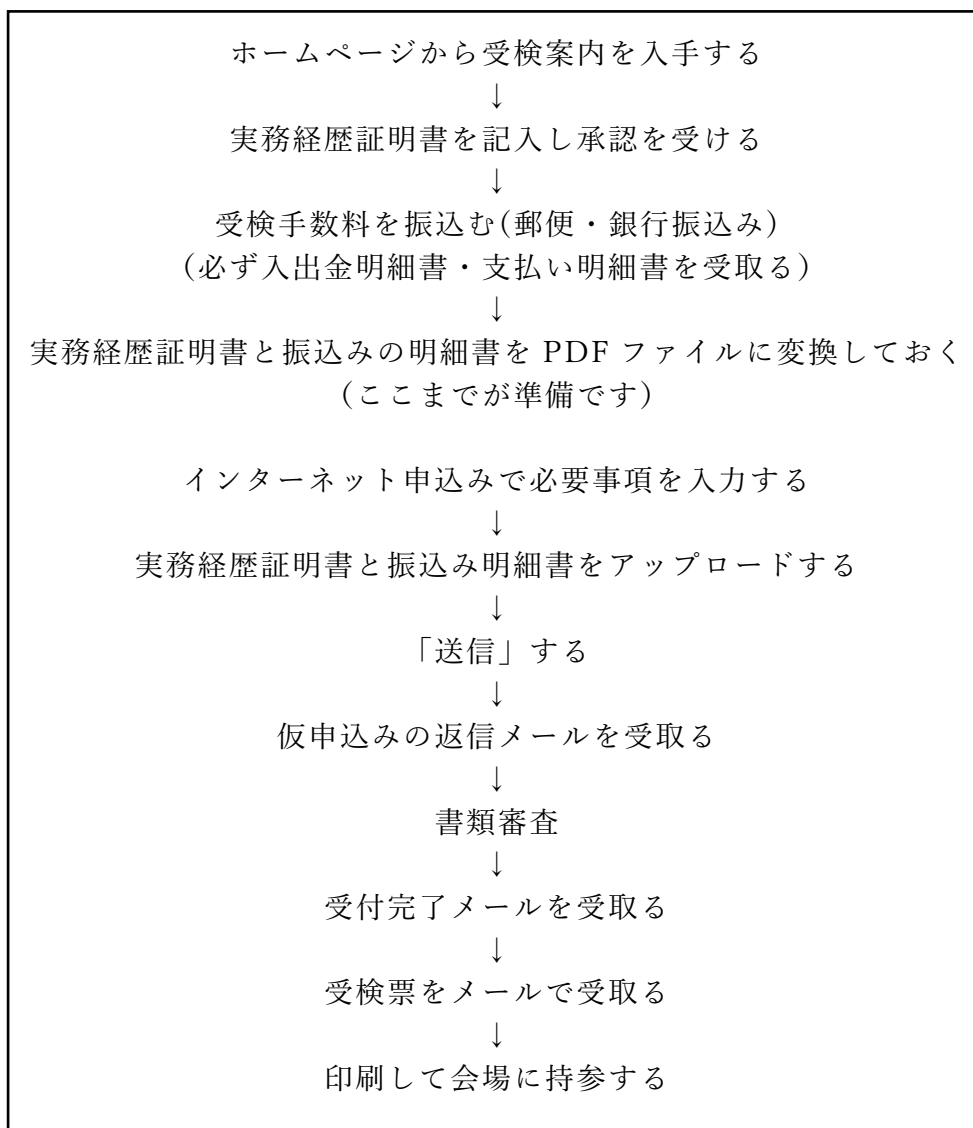 ホームページから受検案内を入手する
↓
実務経歴証明書を記入し承認を受ける
↓
受検手数料を振込む(郵便・銀行振込み)
(必ず入出金明細書・支払い明細書を受取る)
↓
実務経歴証明書と振込みの明細書を PDF ファイルに変換しておく
(ここまでが準備です)
インターネット申込みで必要事項を入力する
↓
実務経歴証明書と振込み明細書をアップロードする
↓
「送信」する
↓
仮申込みの返信メールを受取る
↓
書類審査
↓
受付完了メールを受取る
↓
受検票をメールで受取る
↓
印刷して会場に持参する